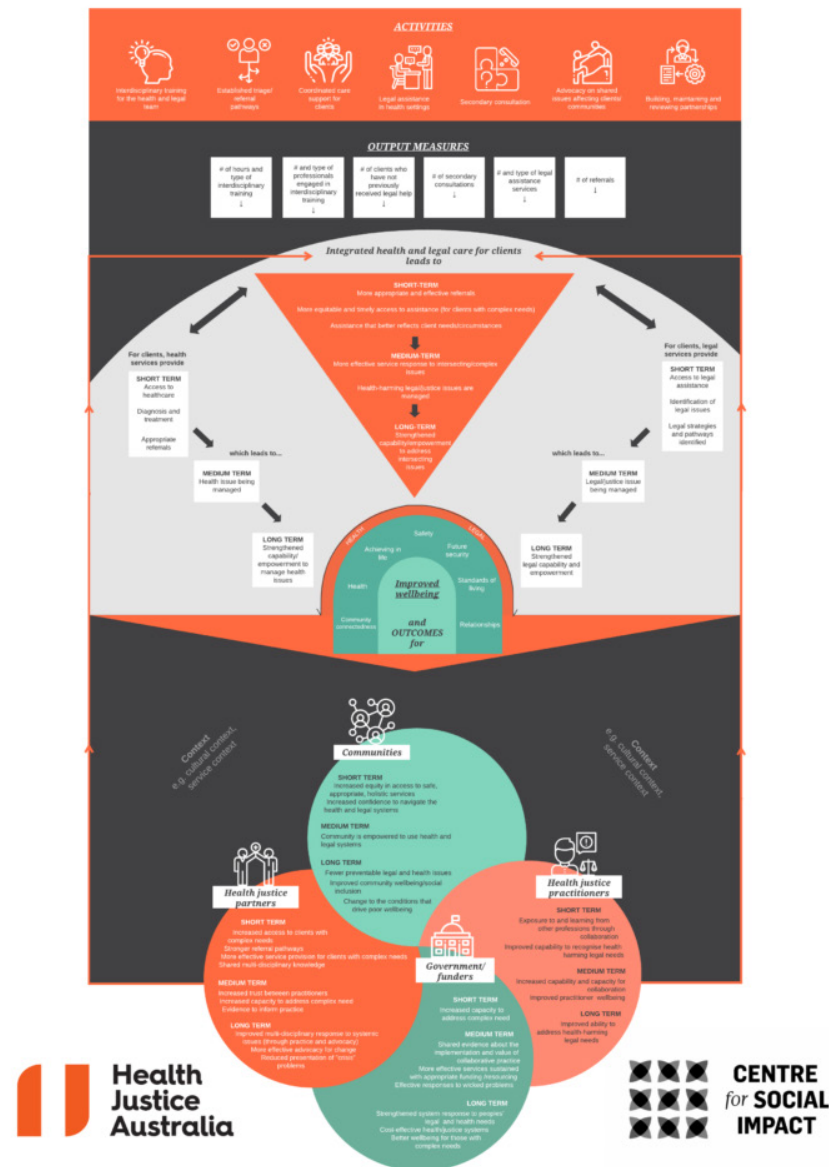 ACTIVITIES
Interdisciplinary training
for the health and legal
team
Established triage/
referral
pathways
Coordinated care
support for
clients
Legal assistance
in health settings
Secondary consultation
Advocacy on shared
issues affecting clients/
communities
Building, maintaining and
reviewing partnerships
OUTPUT MEASURES
# of hours and
type of
interdisciplinary
training
↓
# and type of
professionals
engaged in
interdisciplinary
training
↓
# of clients who
have not
previously
received legal help
↓
# of secondary
consultations
↓
# and type of legal
assistance
services
↓
# of referrals
↓
Integrated health and legal care for clients
leads to
SHORT-TERM
More appropriate and effective referrals
More equitable and timely access to assistance (for clients with complex needs)
Assistance that better reflects client needs/circumstances
MEDIUM-TERM
More effective service response to intersecting/complex
issues
Health-harming legal/justice issues are
managed
LONG-TERM
Strengthened
capability/empowerment
to address
intersecting
issues
For clients, health
services provide
SHORT TERM
Access to
healthcare
Diagnosis and
treatment
Appropriate
referrals
which leads to...
MEDIUM TERM
Health issue being
managed
LONG TERM
Strengthened
capability/
empowerment to
manage health
issues
For clients, legal
services provide
SHORT TERM
Access to legal
assistance
Identification of
legal issues
Legal strategies
and pathways
identified
which leads to...
MEDIUM TERM
Legal/justice issue
being managed
LONG TERM
Strengthened
legal capability and
empowerment
HEALTH
LEGAL
Safety
Achieving in
life
Future
security
Health
Standards of
living
Community
connectedness
Relationships
Improved
wellbeing
and
OUTCOMES
for
Context
e.g. cultural context,
service context
Context
e.g. cultural context,
service context
Communities
SHORT TERM
Increased equity in access to safe,
appropriate, holistic services
Increased confidence to navigate the
health and legal systems
MEDIUM TERM
Community is empowered to use health and
legal systems
LONG TERM
Fewer preventable legal and health issues
Improved community wellbeing/social
inclusion
Change to the conditions that
drive poor wellbeing
Health justice
partners
SHORT TERM
Increased access to clients with
complex needs
Stronger referral pathways
More effective service provision for clients with complex needs
Shared multi-disciplinary knowledge
MEDIUM TERM
Increased trust between practitioners
Increased capacity to address complex need
Evidence to inform practice
LONG TERM
Improved multi-disciplinary response to systemic
issues (through practice and advocacy)
More effective advocacy for change
Reduced presentation of "crisis"
problems
Health justice
practitioners
SHORT TERM
Exposure to and learning from
other professions through
collaboration
Improved capability to recognise health
harming legal needs
MEDIUM TERM
Increased capability and capacity for
collaboration
Improved practitioner wellbeing
LONG TERM
Improved ability to
address health-harming
legal needs
Government/
funders
SHORT TERM
Increased capacity to
address complex need
MEDIUM TERM
Shared evidence about the
implementation and value of
collaborative practice
More effective services sustained
with appropriate funding /resourcing
Effective responses to wicked problems
LONG TERM
Strengthened system response to peoples'
legal and health needs
Cost-effective health/justice systems
Better wellbeing for those with
complex needs
Health
Justice
Australia
CENTRE
for SOCIAL
IMPACT